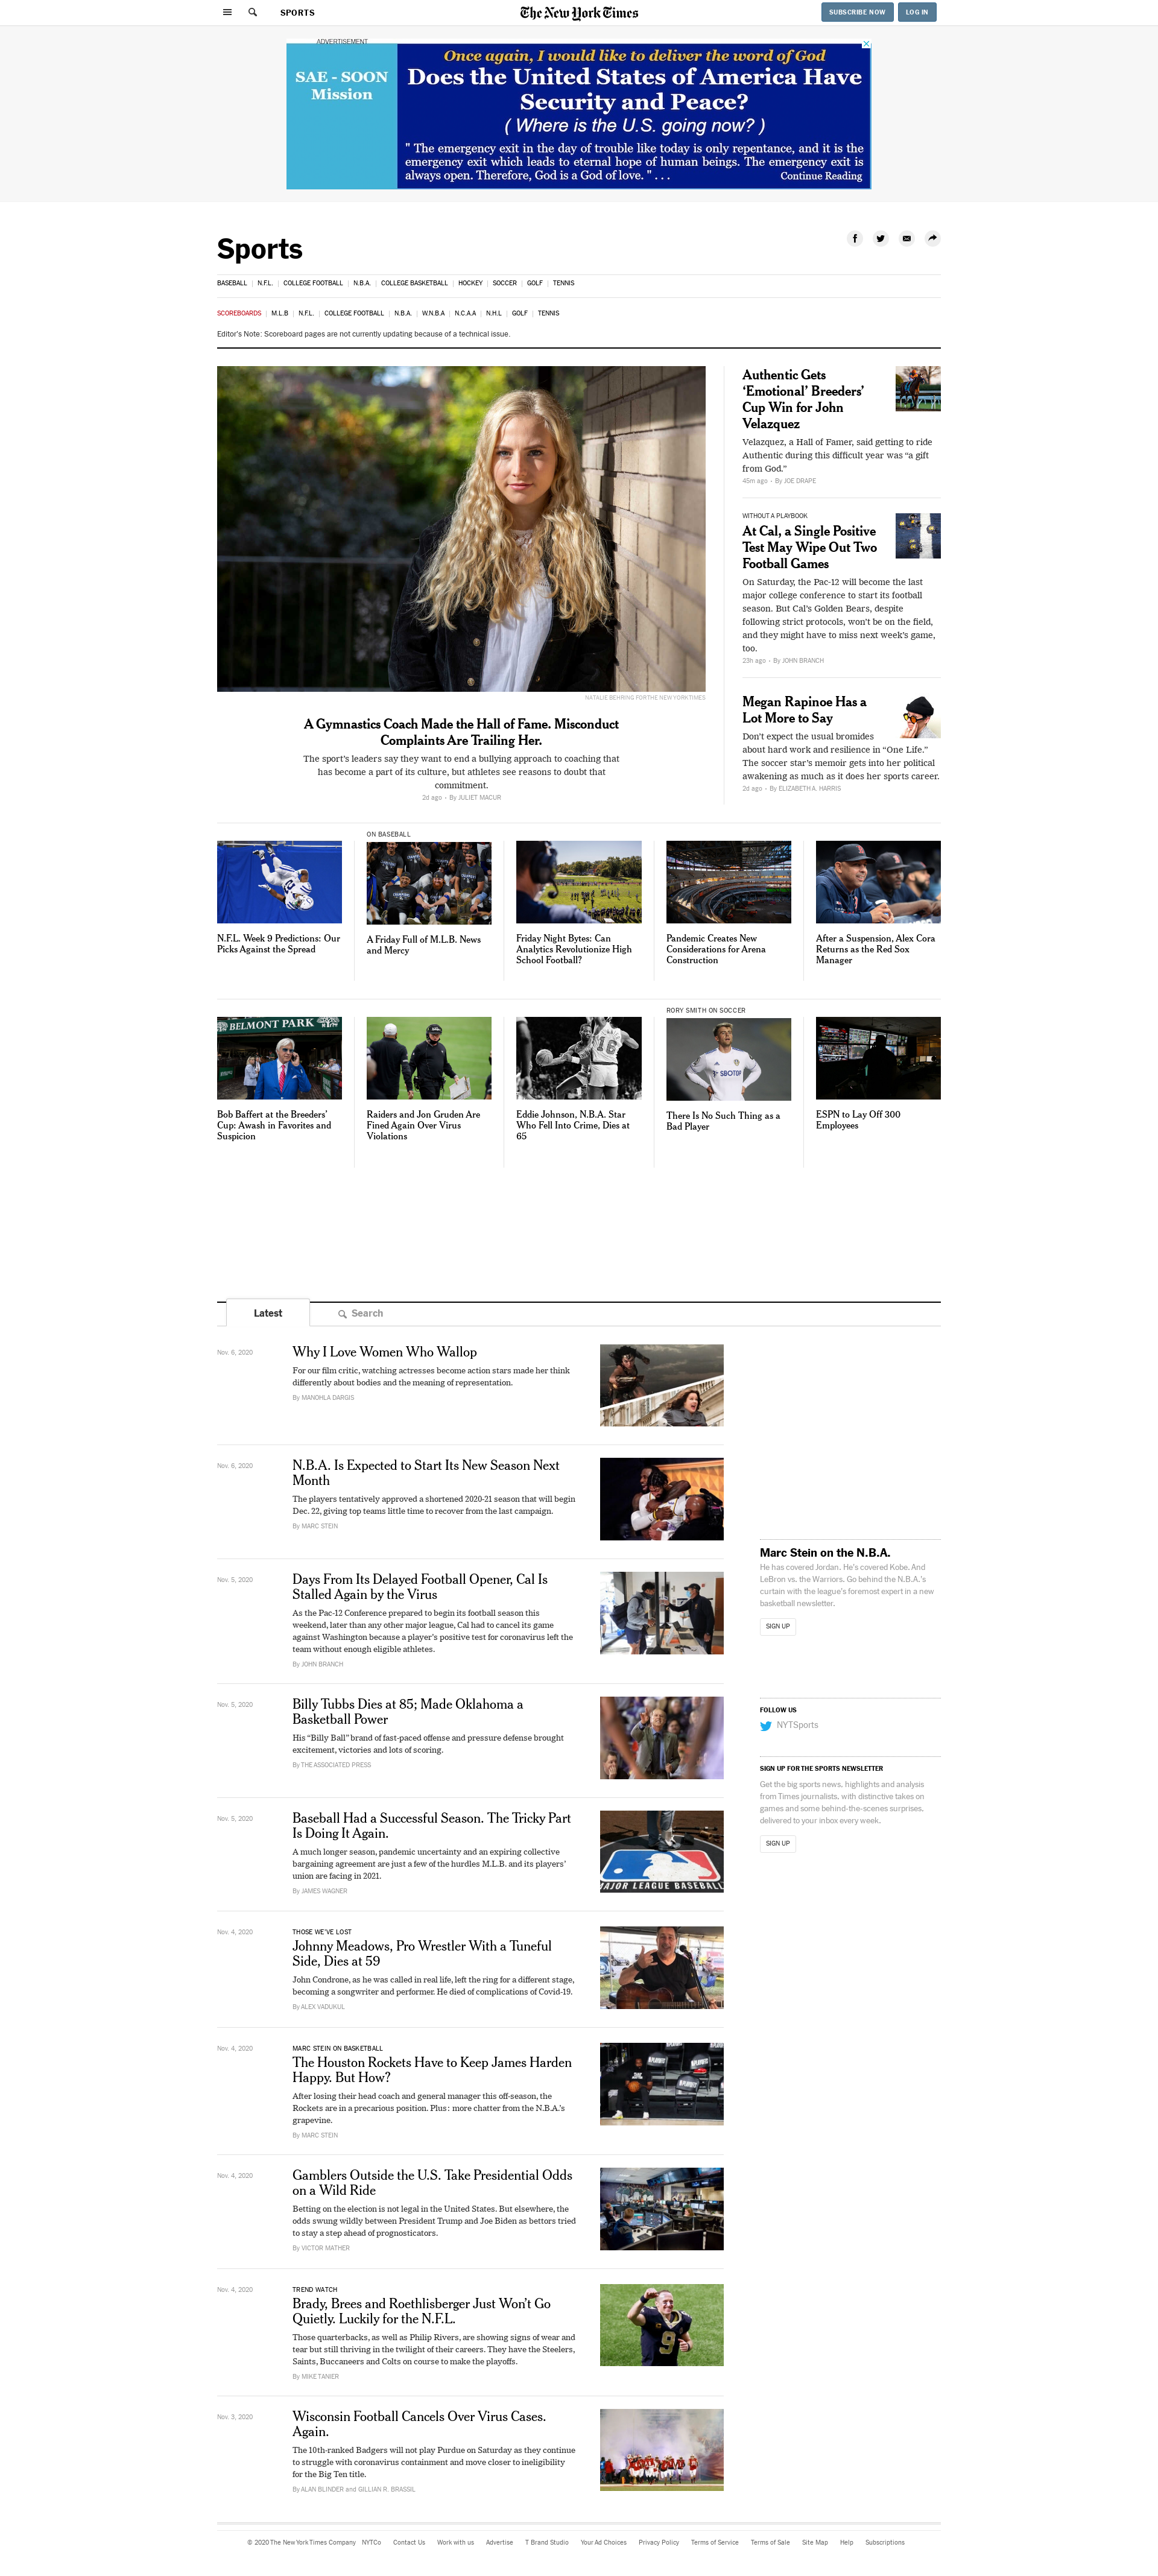 SPORTS
The New York Times
SUBSCRIBE NOW
LOG IN
ADVERTISEMENT
SAE - SOON
Mission
Once again, I would like to deliver the word of God
Does the United States of America Have
Security and Peace?
( Where is the U.S. going now? )
" The emergency exit in the day of trouble like today is only repentance, and it is the
emergency exit which leads to eternal hope of human beings. The emergency exit is
always open. Therefore, God is a God of love. " . . .
Continue Reading
Sports
BASEBALL
N.F.L.
COLLEGE FOOTBALL
N.B.A.
COLLEGE BASKETBALL
HOCKEY
SOCCER
GOLF
TENNIS
SCOREBOARDS
M.L.B
N.F.L.
COLLEGE FOOTBALL
N.B.A.
W.N.B.A
N.C.A.A
N.H.L
GOLF
TENNIS
Editor's Note: Scoreboard pages are not currently updating because of a technical issue.
NATALIE BEHRING FOR THE NEW YORK TIMES
A Gymnastics Coach Made the Hall of Fame. Misconduct
Complaints Are Trailing Her.
The sport's leaders say they want to end a bullying approach to coaching that
has become a part of its culture, but athletes see reasons to doubt that
commitment.
2d ago • By JULIET MACUR
Authentic Gets
‘Emotional’ Breeders’
Cup Win for John
Velazquez
Velazquez, a Hall of Famer, said getting to ride
Authentic during this difficult year was “a gift
from God.”
45m ago • By JOE DRAPE
WITHOUT A PLAYBOOK
At Cal, a Single Positive
Test May Wipe Out Two
Football Games
On Saturday, the Pac-12 will become the last
major college conference to start its football
season. But Cal’s Golden Bears, despite
following strict protocols, won’t be on the field,
and they might have to miss next week’s game,
too.
23h ago • By JOHN BRANCH
Megan Rapinoe Has a
Lot More to Say
Don’t expect the usual bromides
about hard work and resilience in “One Life.”
The soccer star’s memoir gets into her political
awakening as much as it does her sports career.
2d ago • By ELIZABETH A. HARRIS
N.F.L. Week 9 Predictions: Our
Picks Against the Spread
ON BASEBALL
A Friday Full of M.L.B. News
and Mercy
Friday Night Bytes: Can
Analytics Revolutionize High
School Football?
Pandemic Creates New
Considerations for Arena
Construction
After a Suspension, Alex Cora
Returns as the Red Sox
Manager
BELMONT PARK
Bob Baffert at the Breeders’
Cup: Awash in Favorites and
Suspicion
Raiders and Jon Gruden Are
Fined Again Over Virus
Violations
16
Eddie Johnson, N.B.A. Star
Who Fell Into Crime, Dies at
65
RORY SMITH ON SOCCER
SBOTOP
There Is No Such Thing as a
Bad Player
ESPN to Lay Off 300
Employees
Latest
Search
Nov. 6, 2020
Why I Love Women Who Wallop
For our film critic, watching actresses become action stars made her think
differently about bodies and the meaning of representation.
By MANOHLA DARGIS
Nov. 6, 2020
N.B.A. Is Expected to Start Its New Season Next
Month
The players tentatively approved a shortened 2020-21 season that will begin
Dec. 22, giving top teams little time to recover from the last campaign.
By MARC STEIN
Nov. 5, 2020
Days From Its Delayed Football Opener, Cal Is
Stalled Again by the Virus
As the Pac-12 Conference prepared to begin its football season this
weekend, later than any other major league, Cal had to cancel its game
against Washington because a player’s positive test for coronavirus left the
team without enough eligible athletes.
By JOHN BRANCH
Nov. 5, 2020
Billy Tubbs Dies at 85; Made Oklahoma a
Basketball Power
His “Billy Ball” brand of fast-paced offense and pressure defense brought
excitement, victories and lots of scoring.
By THE ASSOCIATED PRESS
Nov. 5, 2020
Baseball Had a Successful Season. The Tricky Part
Is Doing It Again.
A much longer season, pandemic uncertainty and an expiring collective
bargaining agreement are just a few of the hurdles M.L.B. and its players’
union are facing in 2021.
By JAMES WAGNER
MAJOR LEAGUE BASEBALL
Nov. 4, 2020
THOSE WE’VE LOST
Johnny Meadows, Pro Wrestler With a Tuneful
Side, Dies at 59
John Condrone, as he was called in real life, left the ring for a different stage,
becoming a songwriter and performer. He died of complications of Covid-19.
By ALEX VADUKUL
Nov. 4, 2020
MARC STEIN ON BASKETBALL
The Houston Rockets Have to Keep James Harden
Happy. But How?
After losing their head coach and general manager this off-season, the
Rockets are in a precarious position. Plus: more chatter from the N.B.A.’s
grapevine.
By MARC STEIN
Nov. 4, 2020
Gamblers Outside the U.S. Take Presidential Odds
on a Wild Ride
Betting on the election is not legal in the United States. But elsewhere, the
odds swung wildly between President Trump and Joe Biden as bettors tried
to stay a step ahead of prognosticators.
By VICTOR MATHER
Nov. 4, 2020
TREND WATCH
Brady, Brees and Roethlisberger Just Won’t Go
Quietly. Luckily for the N.F.L.
Those quarterbacks, as well as Philip Rivers, are showing signs of wear and
tear but still thriving in the twilight of their careers. They have the Steelers,
Saints, Buccaneers and Colts on course to make the playoffs.
By MIKE TANIER
9
Nov. 3, 2020
Wisconsin Football Cancels Over Virus Cases.
Again.
The 10th-ranked Badgers will not play Purdue on Saturday as they continue
to struggle with coronavirus containment and move closer to ineligibility
for the Big Ten title.
By ALAN BLINDER and GILLIAN R. BRASSIL
Marc Stein on the N.B.A.
He has covered Jordan. He’s covered Kobe. And
LeBron vs. the Warriors. Go behind the N.B.A.’s
curtain with the league’s foremost expert in a new
basketball newsletter.
SIGN UP
FOLLOW US
NYTSports
SIGN UP FOR THE SPORTS NEWSLETTER
Get the big sports news, highlights and analysis
from Times journalists, with distinctive takes on
games and some behind-the-scenes surprises,
delivered to your inbox every week.
SIGN UP
© 2020 The New York Times Company
NYTCo
Contact Us
Work with us
Advertise
T Brand Studio
Your Ad Choices
Privacy Policy
Terms of Service
Terms of Sale
Site Map
Help
Subscriptions